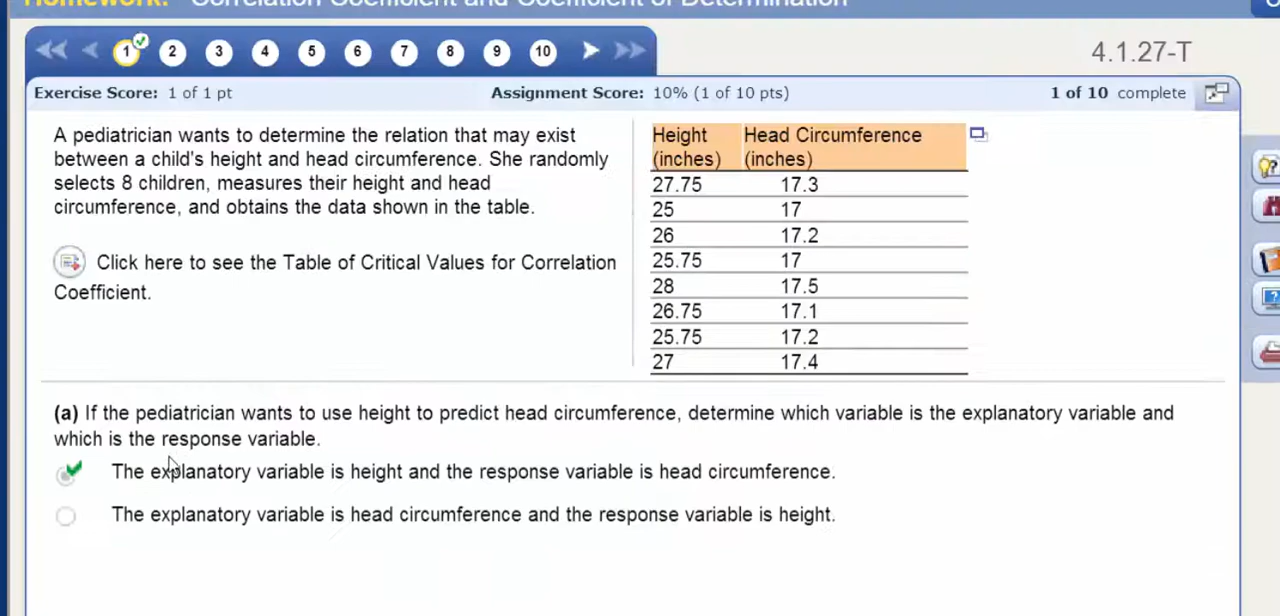 Homework: Correlation Coefficient and Coefficient of Determination
1 2 3 4 5 6 7 8 9 10
4.1.27-T
Exercise Score: 1 of 1 pt Assignment Score: 10% (1 of 10 pts) 1 of 10 complete
A pediatrician wants to determine the relation that may exist
between a child's height and head circumference. She randomly
selects 8 children, measures their height and head
circumference, and obtains the data shown in the table.
Click here to see the Table of Critical Values for Correlation
Coefficient.
Height Head Circumference
(inches) (inches)
27.75 17.3
25 17
26 17.2
25.75 17
28 17.5
26.75 17.1
25.75 17.2
27 17.4
(a) If the pediatrician wants to use height to predict head circumference, determine which variable is the explanatory variable and
which is the response variable.
The explanatory variable is height and the response variable is head circumference.
The explanatory variable is head circumference and the response variable is height.